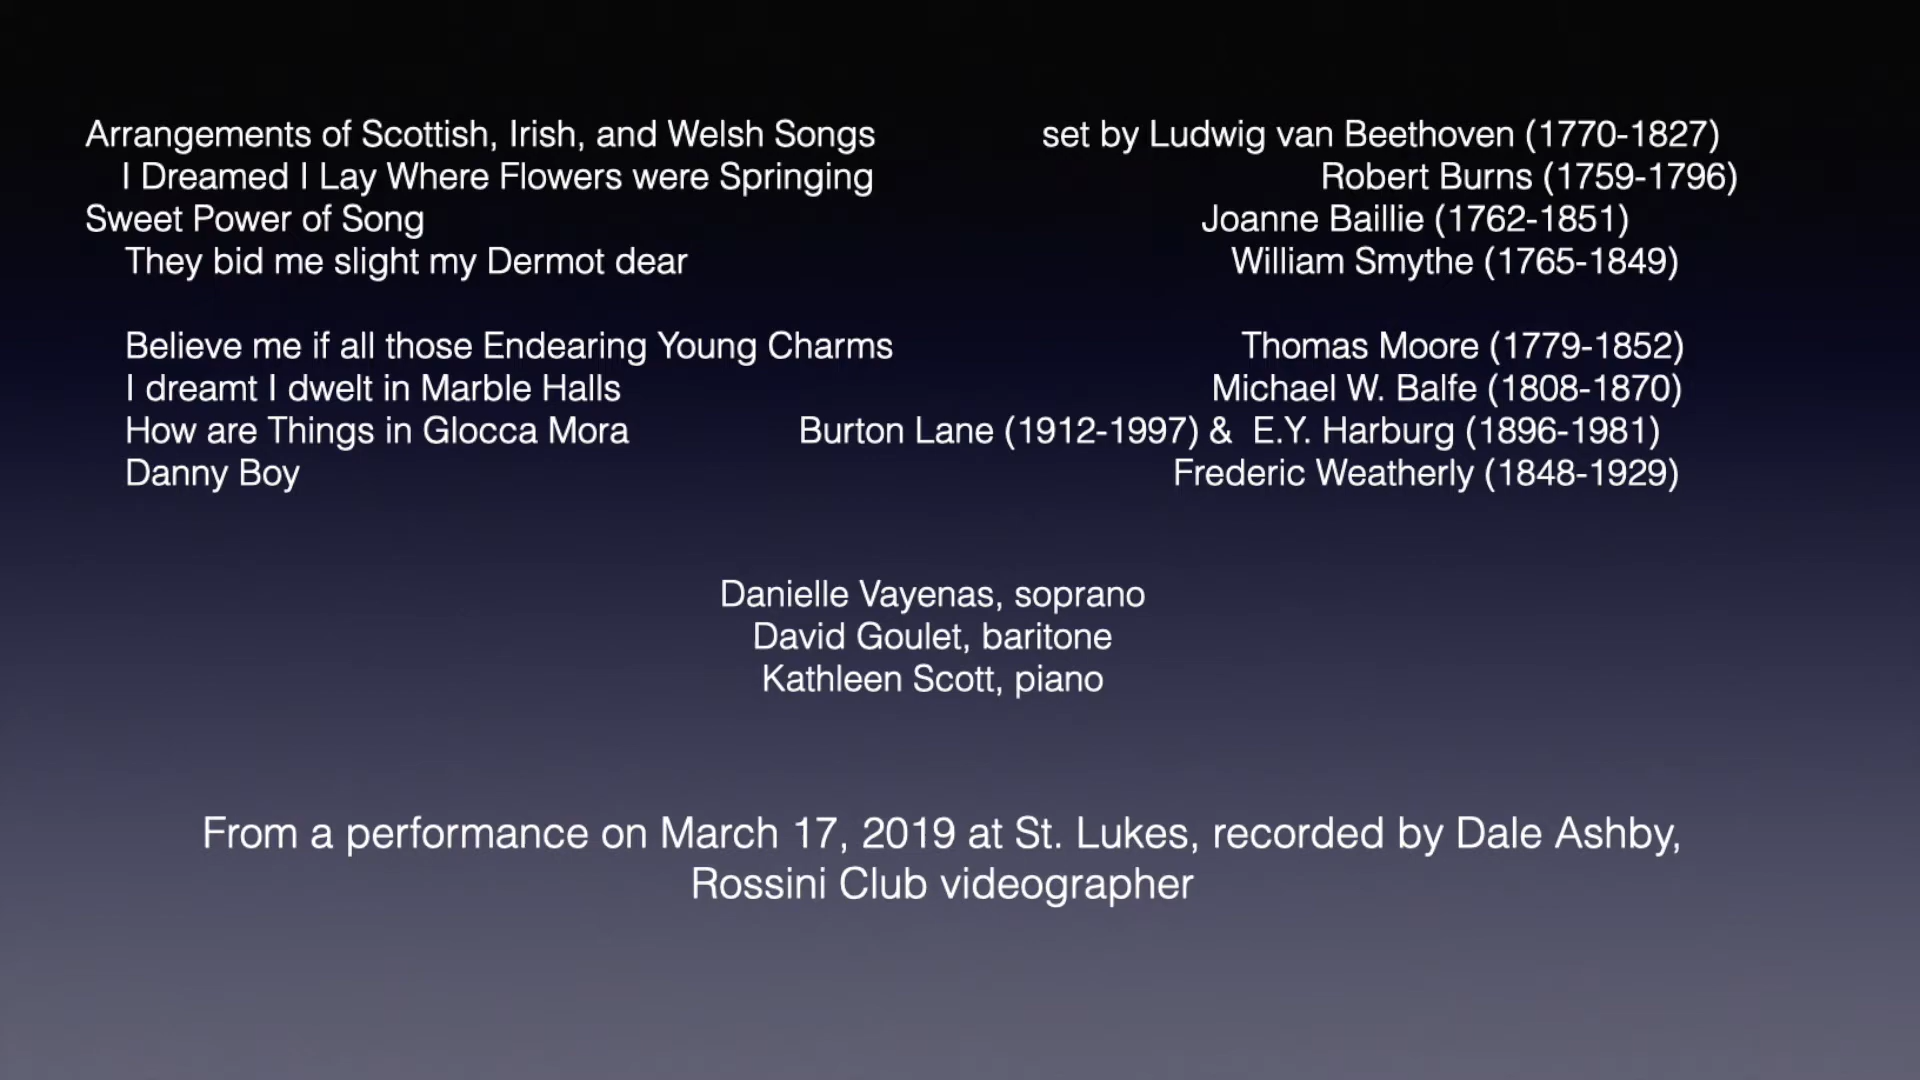 Arrangements of Scottish, Irish, and Welsh Songs set by Ludwig van Beethoven (1770-1827)
I Dreamed I Lay Where Flowers were Springing Robert Burns (1759-1796)
Sweet Power of Song Joanne Baillie (1762-1851)
They bid me slight my Dermot dear William Smythe (1765-1849)
Believe me if all those Endearing Young Charms Thomas Moore (1779-1852)
I dreamt I dwelt in Marble Halls Michael W. Balfe (1808-1870)
How are Things in Glocca Mora Burton Lane (1912-1997) & E.Y. Harburg (1896-1981)
Danny Boy Frederic Weatherly (1848-1929)
Danielle Vayenas, soprano
David Goulet, baritone
Kathleen Scott, piano
From a performance on March 17, 2019 at St. Lukes, recorded by Dale Ashby,
Rossini Club videographer